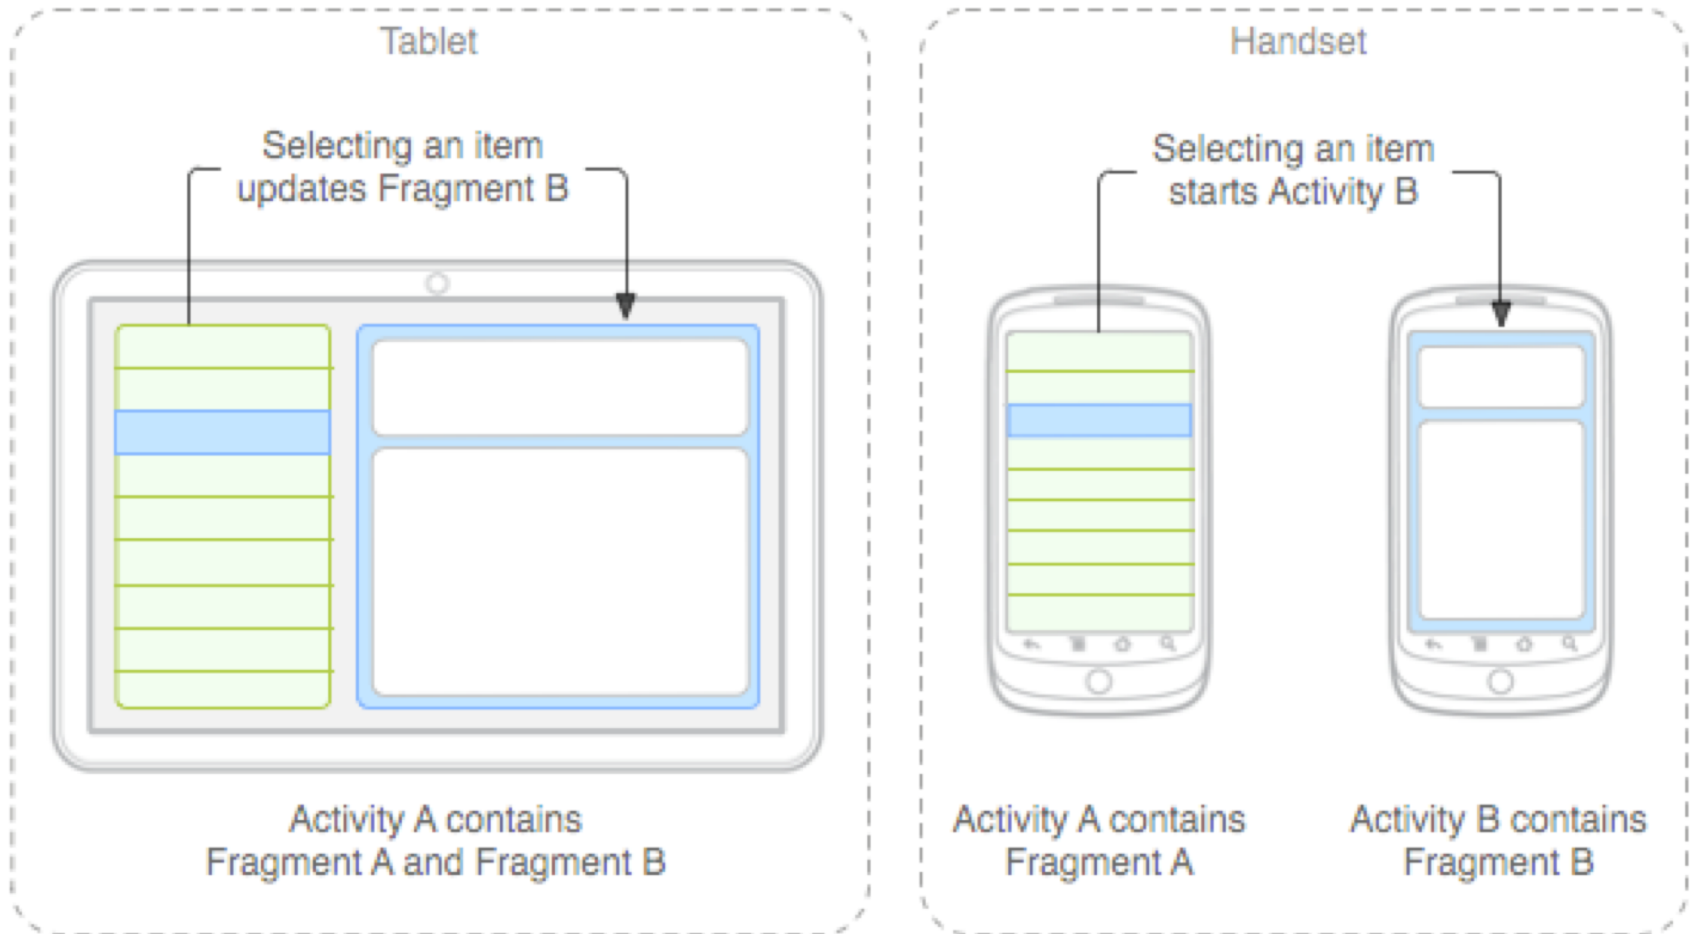 Tablet
Selecting an item
updates Fragment B
Activity A contains
Fragment A and Fragment B
Handset
Selecting an item
starts Activity B
Activity A contains
Fragment A
Activity B contains
Fragment B